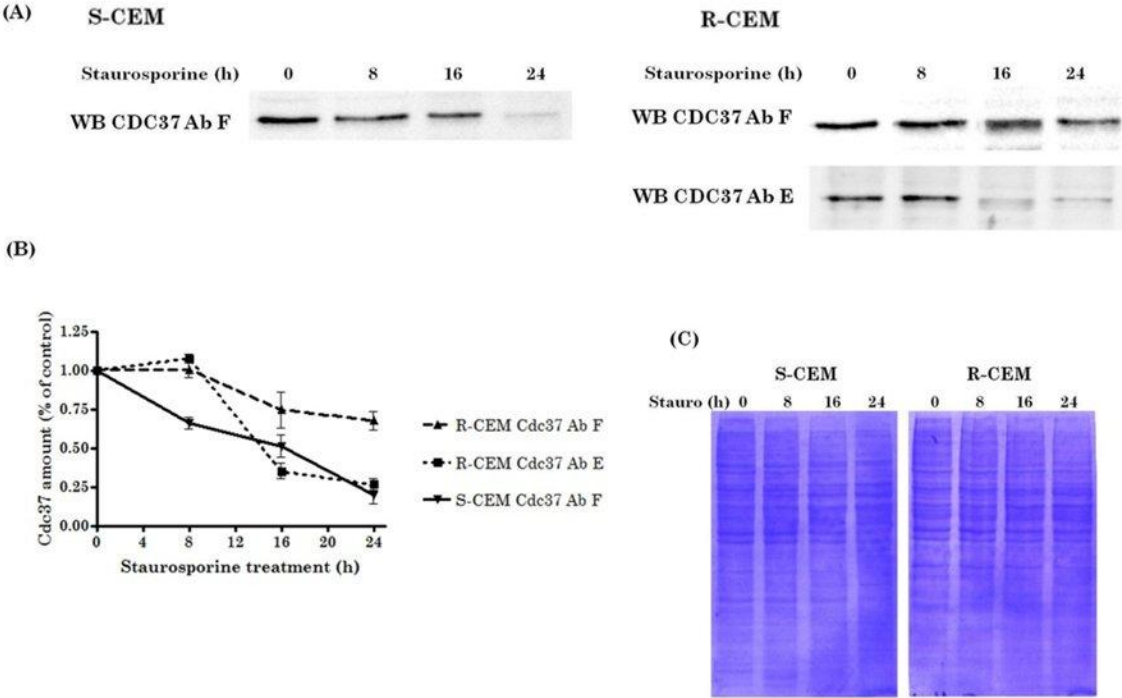 (A)
S-CEM
Staurosporine (h) 0 8 16 24
WB CDC37 Ab F
R-CEM
Staurosporine (h) 0 8 16 24
WB CDC37 Ab F
WB CDC37 Ab E
(B)
Cdc37 amount (% of control)
1.25
1.00
0.75
0.50
0.25
0.00
0 4 8 12 16 20 24
Staurosporine treatment (h)
R-CEM Cdc37 Ab F
R-CEM Cdc37 Ab E
S-CEM Cdc37 Ab F
(C)
S-CEM R-CEM
Stauro (h) 0 8 16 24 0 8 16 24